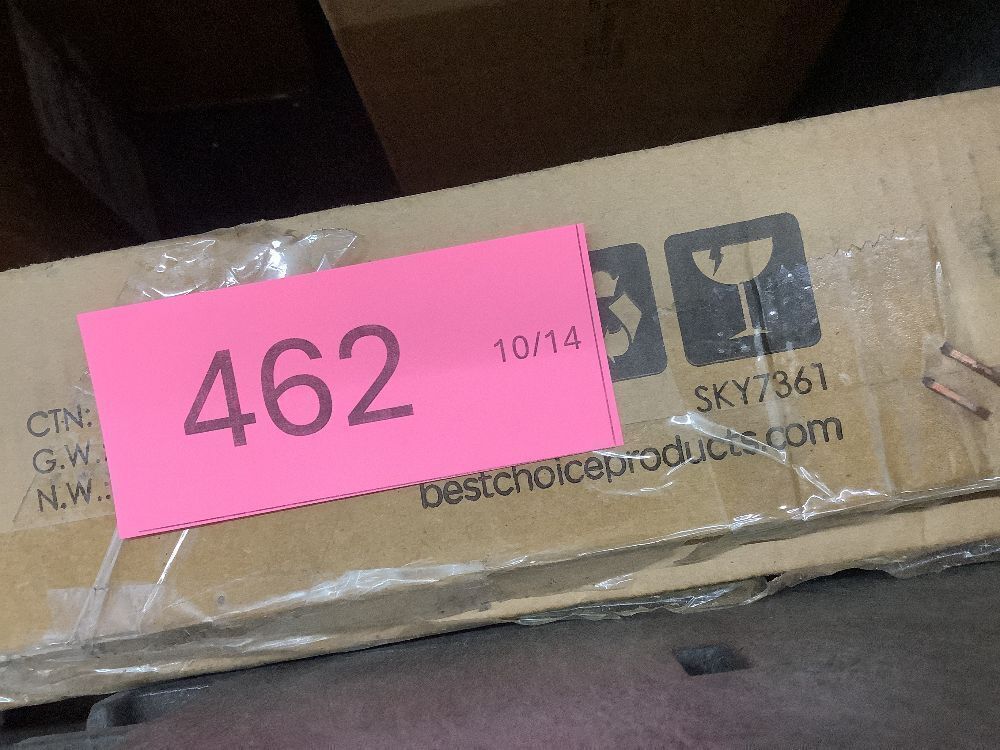 462
10/14
CTN:
G.W.:
N.W.:
SKY7361
bestchoiceproducts.com